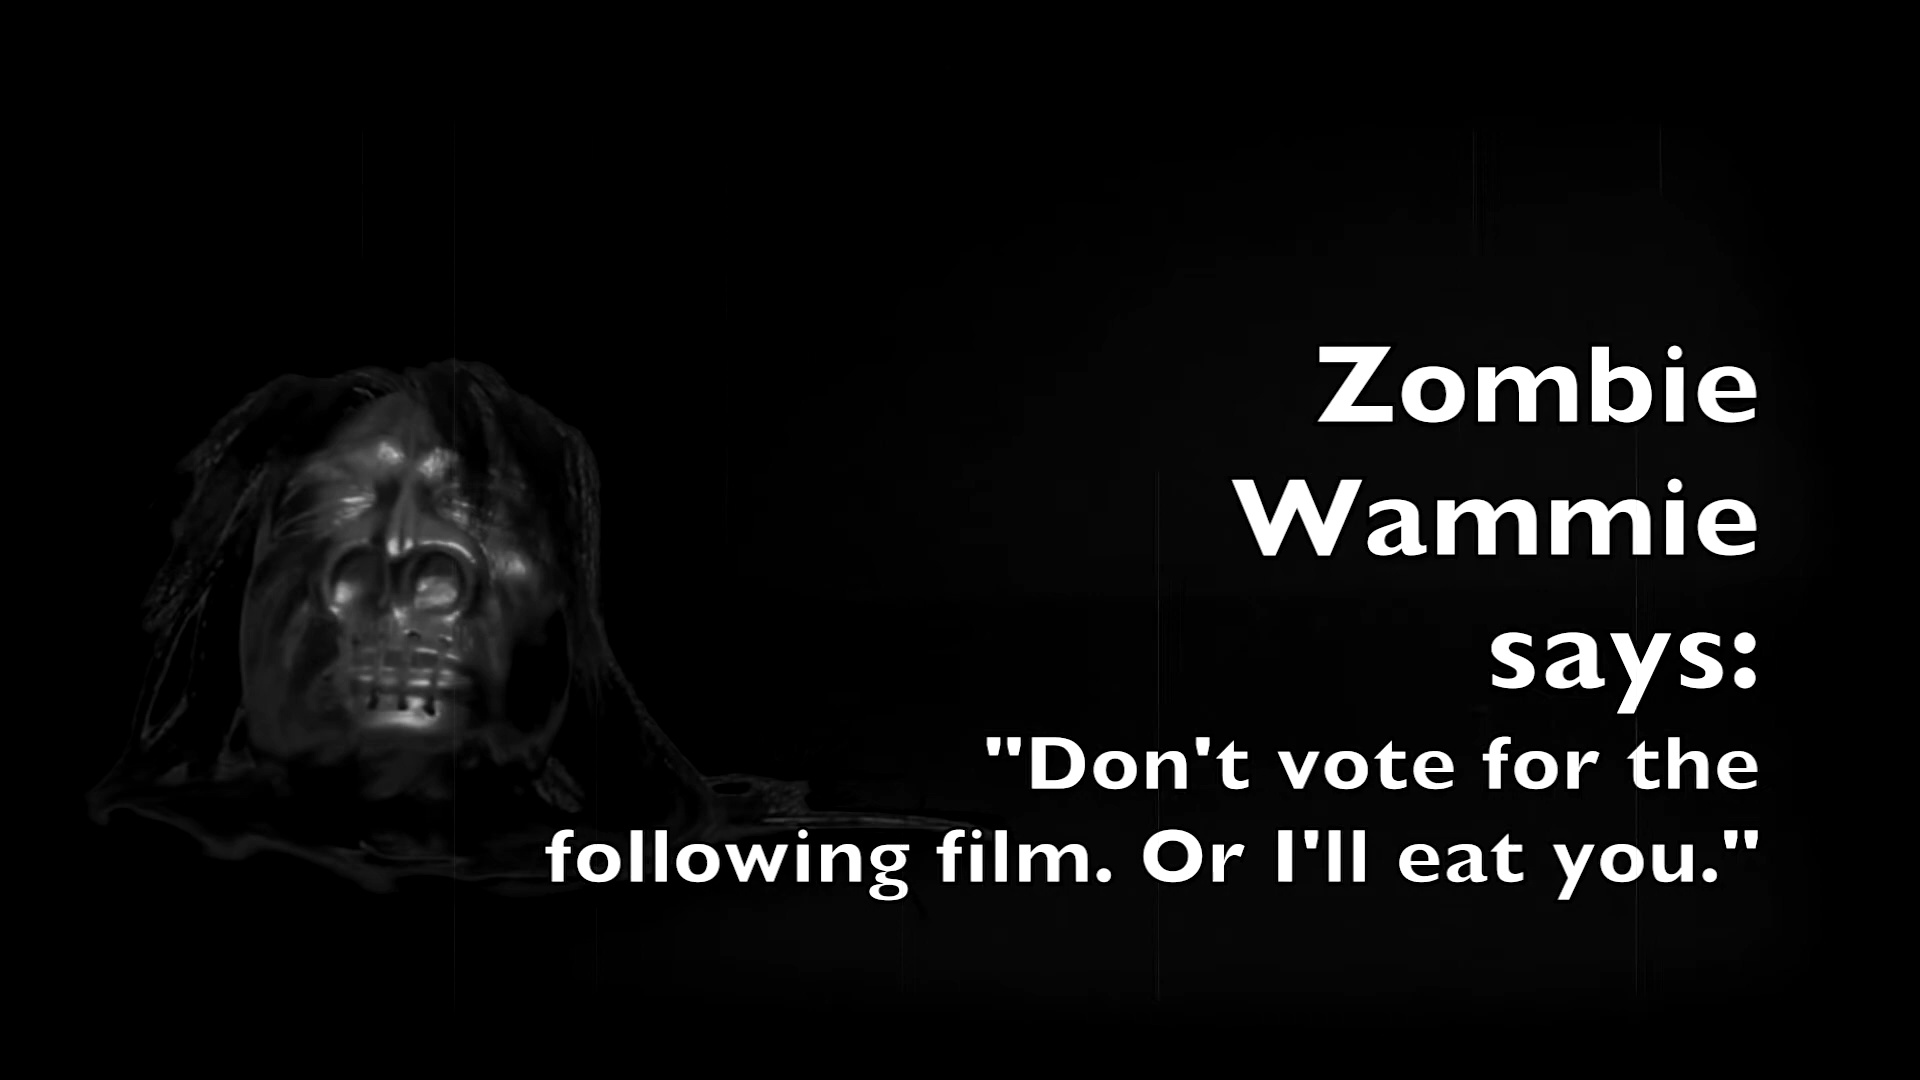 Zombie
Wammie
says:
"Don't vote for the
following film. Or I'll eat you."